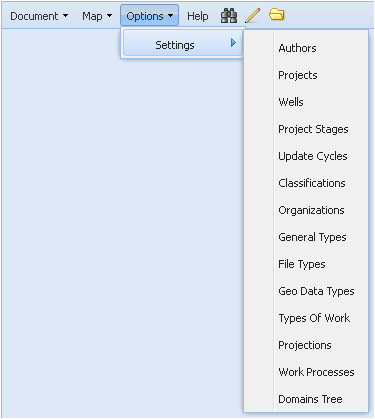 Document Map Options Help
Settings
Authors
Projects
Wells
Project Stages
Update Cycles
Classifications
Organizations
General Types
File Types
Geo Data Types
Types Of Work
Projections
Work Processes
Domains Tree